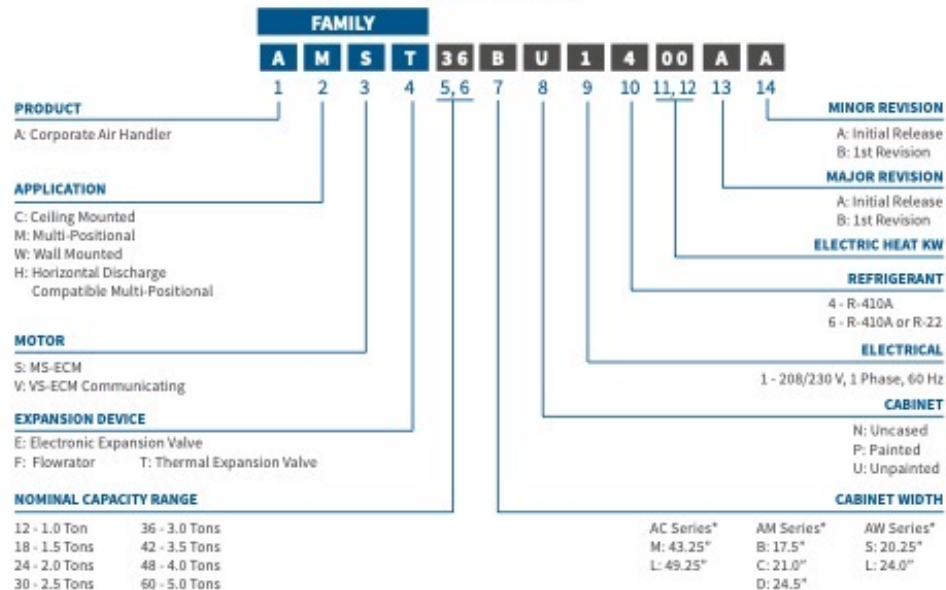 FAMILY
A M S T 36 B U 1 4 00 A A
1 2 3 4 5, 6 7 8 9 10 11, 12 13 14
PRODUCT
A: Corporate Air Handler
APPLICATION
C: Ceiling Mounted
M: Multi-Positional
W: Wall Mounted
H: Horizontal Discharge
Compatible Multi-Positional
MOTOR
S: MS-ECM
V: VS-ECM Communicating
EXPANSION DEVICE
E: Electronic Expansion Valve
F: Flowrator T: Thermal Expansion Valve
NOMINAL CAPACITY RANGE
12 - 1.0 Ton 36 - 3.0 Tons
18 - 1.5 Tons 42 - 3.5 Tons
24 - 2.0 Tons 48 - 4.0 Tons
30 - 2.5 Tons 60 - 5.0 Tons
MINOR REVISION
A: Initial Release
B: 1st Revision
MAJOR REVISION
A: Initial Release
B: 1st Revision
ELECTRIC HEAT KW
REFRIGERANT
4 - R-410A
6 - R-410A or R-22
ELECTRICAL
1 - 208/230 V, 1 Phase, 60 Hz
CABINET
N: Uncased
P: Painted
U: Unpainted
CABINET WIDTH
AC Series* AM Series* AW Series*
M: 43.25" B: 17.5" S: 20.25"
L: 49.25" C: 21.0" L: 24.0"
D: 24.5"